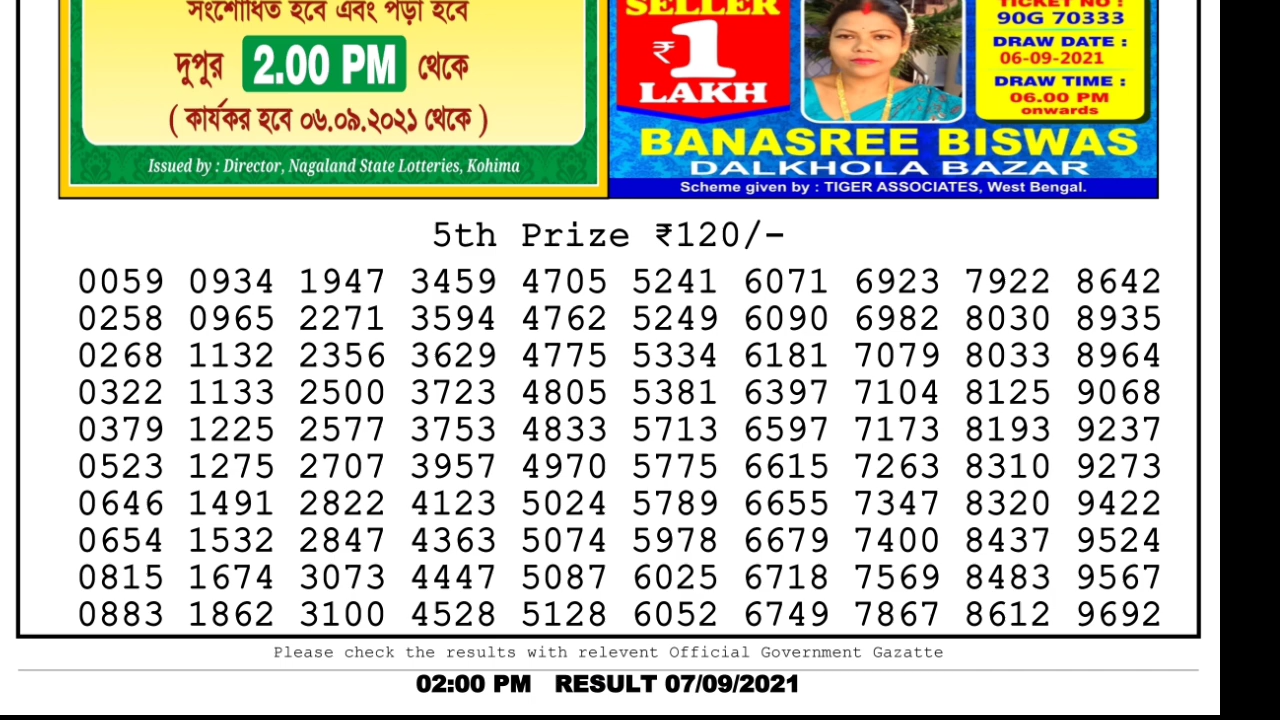 সংশোধিত হবে এবং পড়া হবে
দুপুর 2.00 PM থেকে
( কার্যকর হবে ০৬.০৯.২০২১ থেকে )
Issued by : Director, Nagaland State Lotteries, Kohima
SELLER
₹1
LAKH
TICKET NO :
90G 70333
DRAW DATE :
06-09-2021
DRAW TIME :
06.00 PM
onwards
BANASREE BISWAS
DALKHOLA BAZAR
Scheme given by : TIGER ASSOCIATES, West Bengal.
5th Prize ₹120/-
0059 0934 1947 3459 4705 5241 6071 6923 7922 8642
0258 0965 2271 3594 4762 5249 6090 6982 8030 8935
0268 1132 2356 3629 4775 5334 6181 7079 8033 8964
0322 1133 2500 3723 4805 5381 6397 7104 8125 9068
0379 1225 2577 3753 4833 5713 6597 7173 8193 9237
0523 1275 2707 3957 4970 5775 6615 7263 8310 9273
0646 1491 2822 4123 5024 5789 6655 7347 8320 9422
0654 1532 2847 4363 5074 5978 6679 7400 8437 9524
0815 1674 3073 4447 5087 6025 6718 7569 8483 9567
0883 1862 3100 4528 5128 6052 6749 7867 8612 9692
Please check the results with relevent Official Government Gazatte
02:00 PM RESULT 07/09/2021